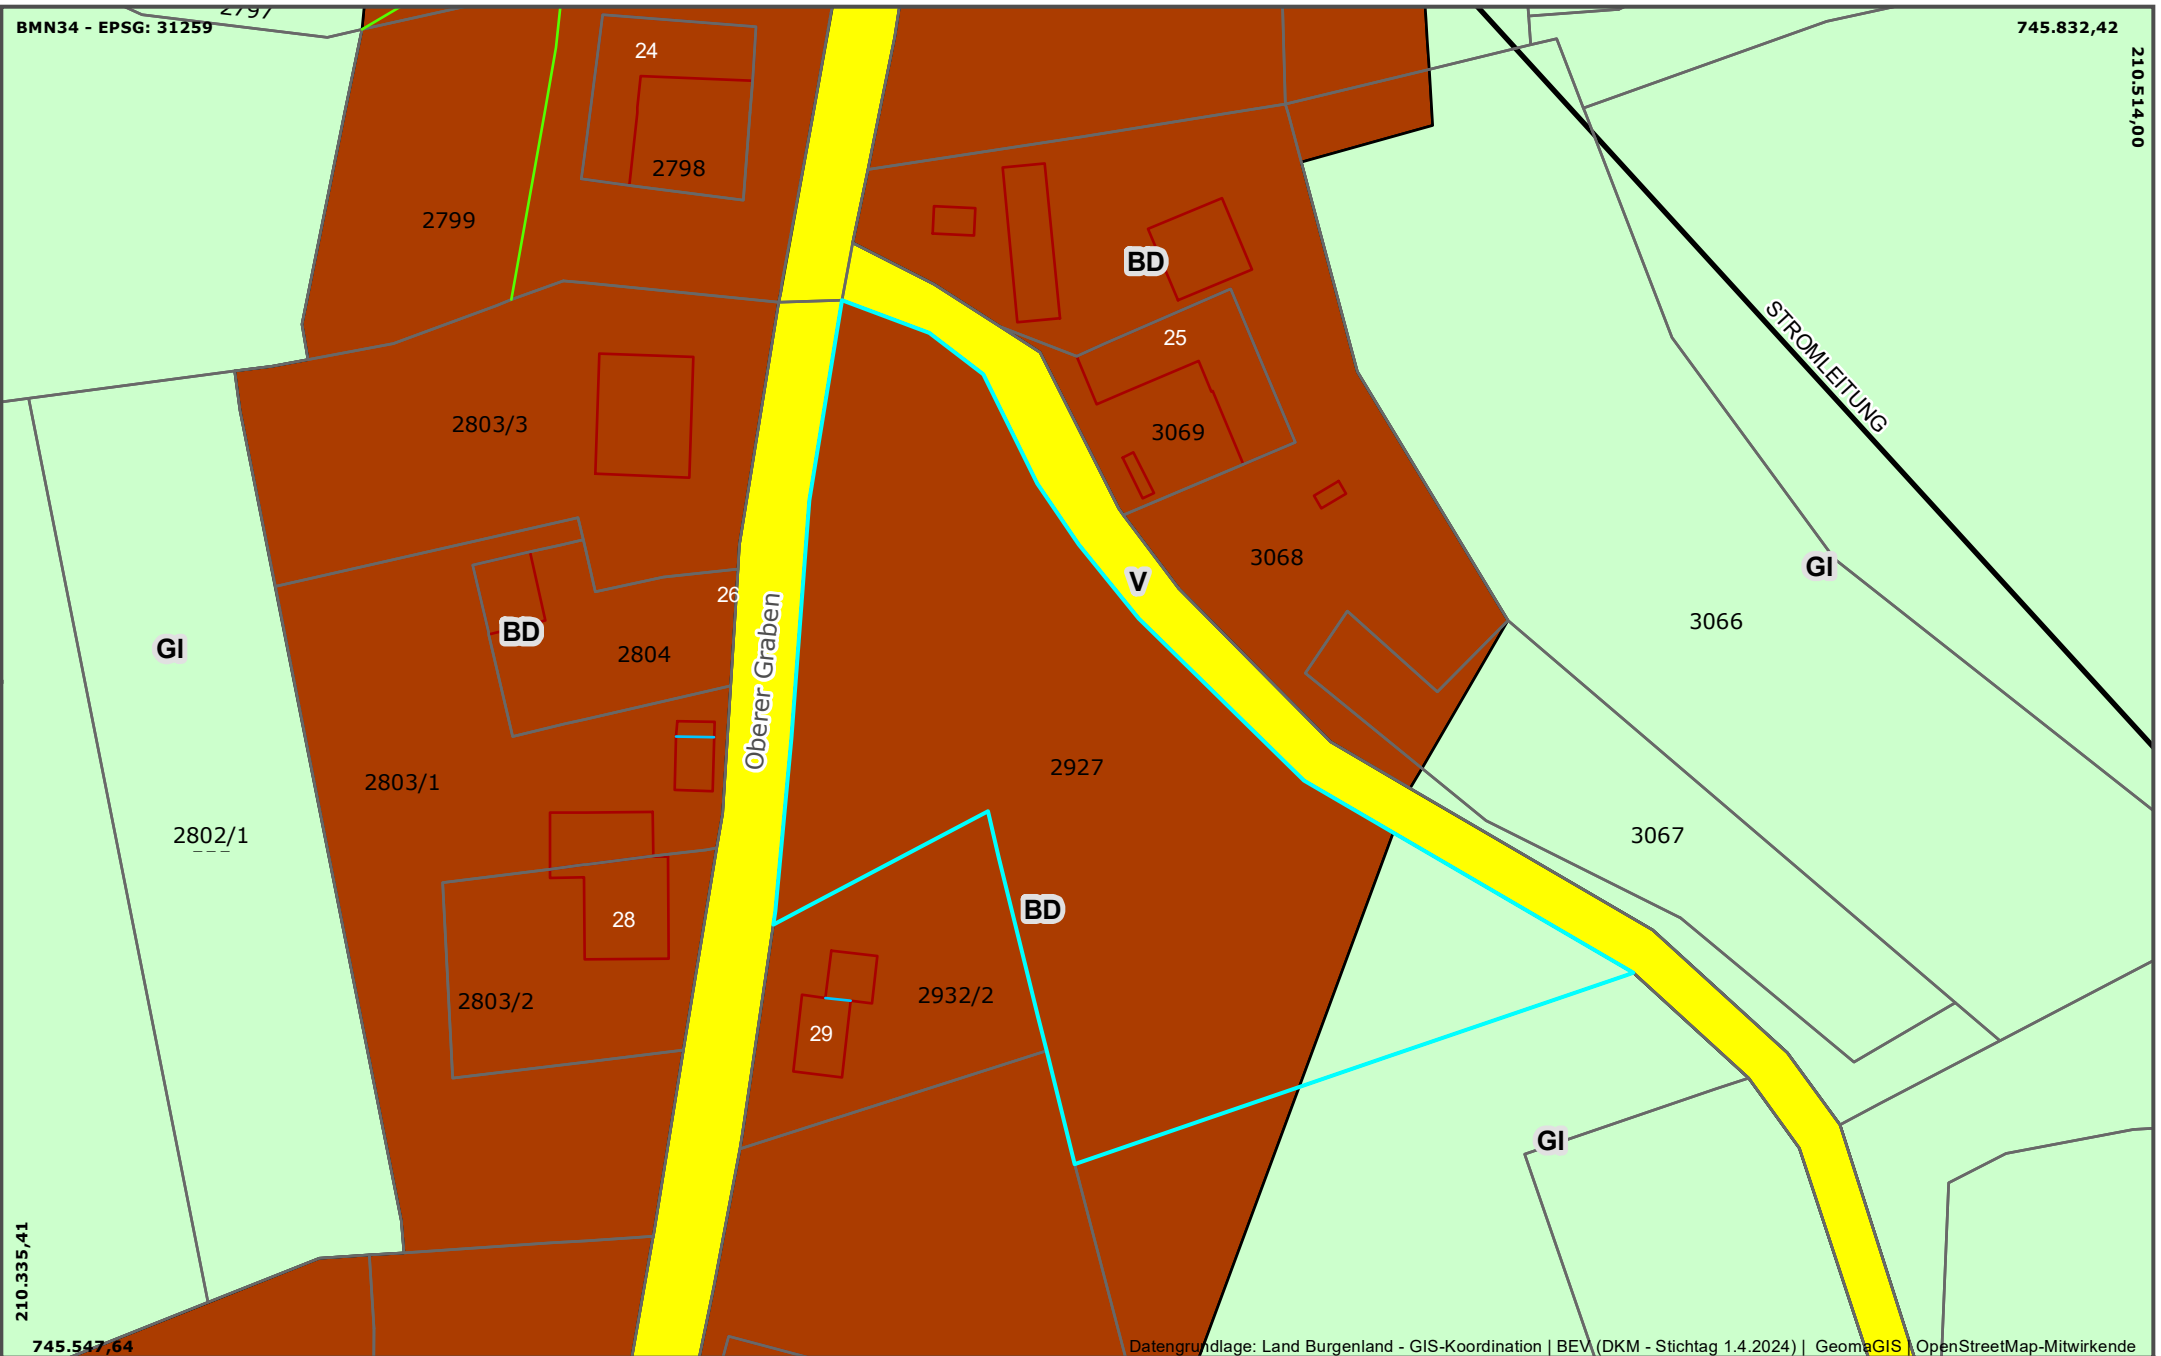 2797
BMN34 - EPSG: 31259
745.832,42
210.514,00
24
2798
2799
BD
25
STROMLEITUNG
3069
2803/3
3068
GI
V
26
3066
BD
GI
2804
Oberer Graben
2927
2803/1
2802/1
3067
BD
28
2932/2
2803/2
29
GI
210.335,41
745.547,64
Datengrundlage: Land Burgenland - GIS-Koordination | BEV (DKM - Stichtag 1.4.2024) | GeomaGIS | OpenStreetMap-Mitwirkende